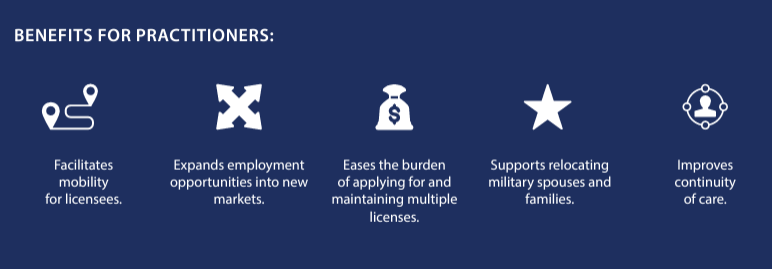 BENEFITS FOR PRACTITIONERS:
Facilitates
mobility
for licensees.
Expands employment
opportunities into new
markets.
$
Eases the burden
of applying for and
maintaining multiple
licenses.
Supports relocating
military spouses and
families.
Improves
continuity
of care.